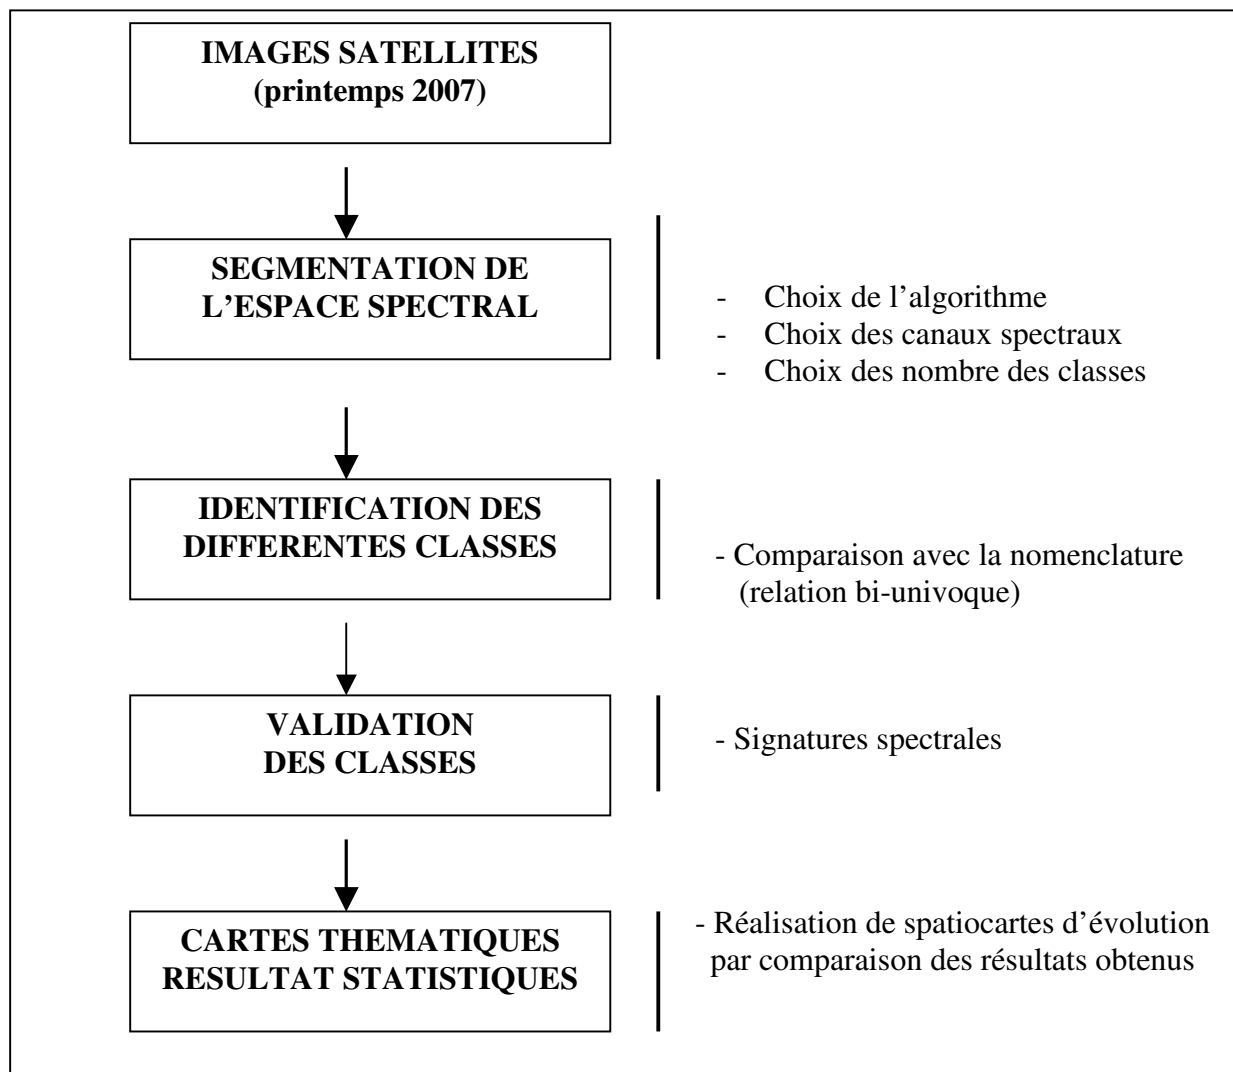 IMAGES SATELLITES
(printemps 2007)
SEGMENTATION DE
L’ESPACE SPECTRAL
- Choix de l’algorithme
- Choix des canaux spectraux
- Choix des nombre des classes
IDENTIFICATION DES
DIFFERENTES CLASSES
- Comparaison avec la nomenclature
(relation bi-univoque)
VALIDATION
DES CLASSES
- Signatures spectrales
CARTES THEMATIQUES
RESULTAT STATISTIQUES
- Réalisation de spatiocartes d’évolution
par comparaison des résultats obtenus